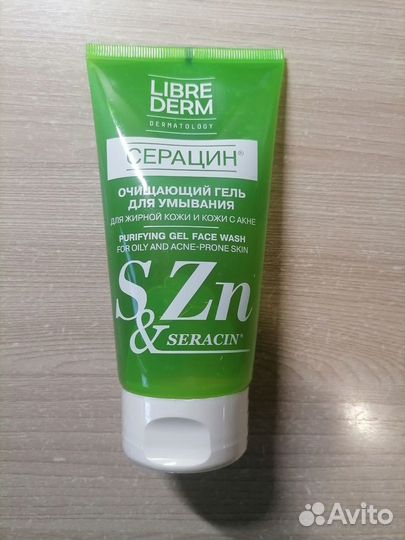 LIBRE
DERM
DERMATOLOGY
СЕРАЦИН®
ОЧИЩАЮЩИЙ ГЕЛЬ
ДЛЯ УМЫВАНИЯ
ДЛЯ ЖИРНОЙ КОЖИ И КОЖИ С АКНЕ
PURIFYING GEL FACE WASH
FOR OILY AND ACNE-PRONE SKIN
S Zn
& SERACIN®
Avito